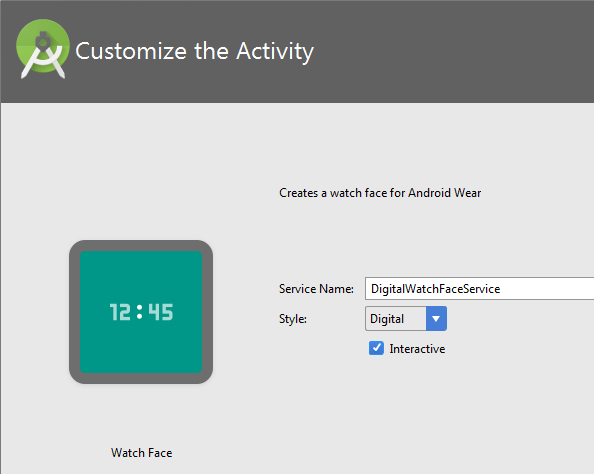 Customize the Activity
Creates a watch face for Android Wear
12:45
Service Name: DigitalWatchFaceService
Style: Digital
Interactive
Watch Face